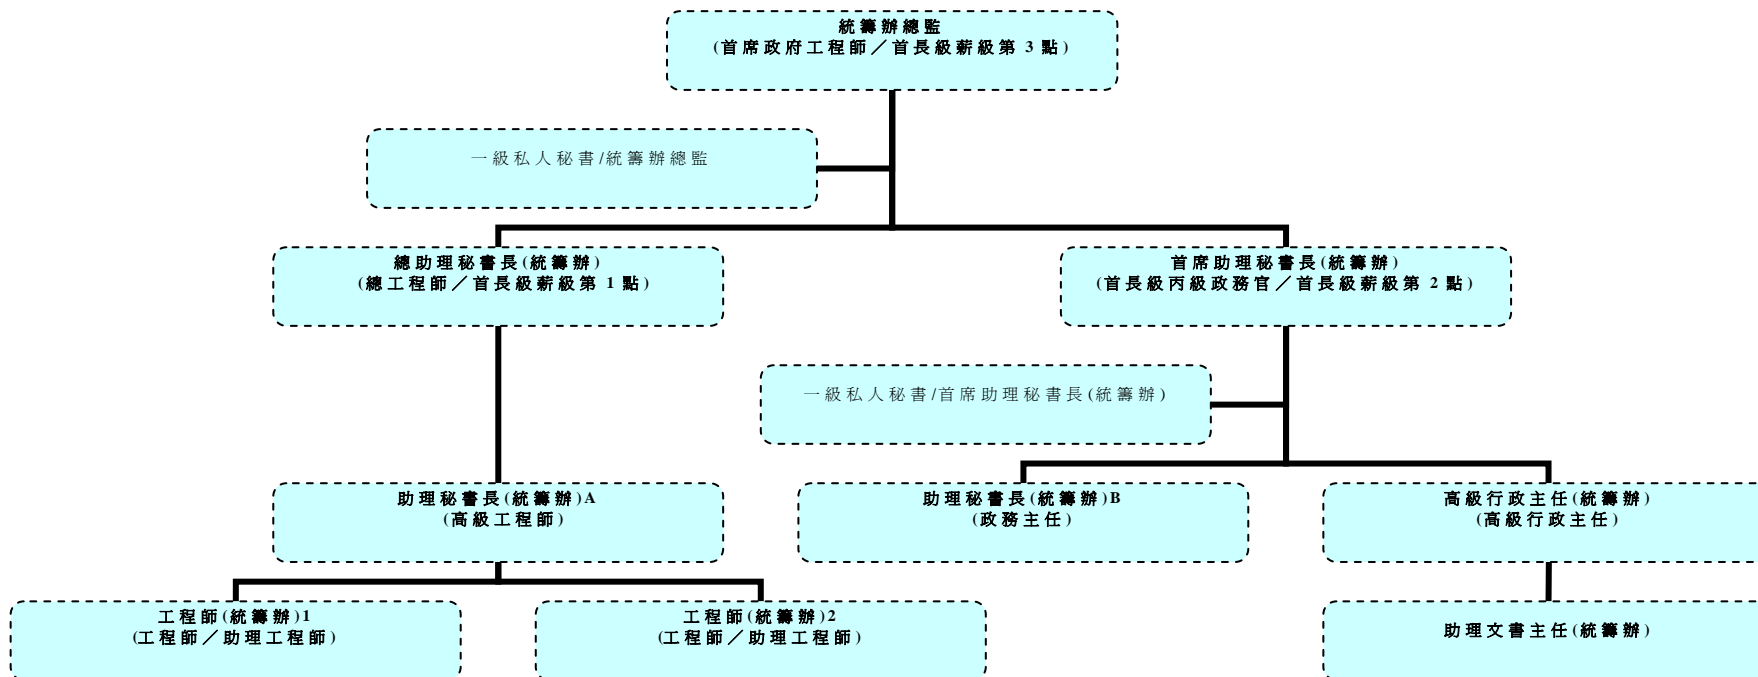 統籌辦總監
(首席政府工程師／首長級薪級第 3 點)
一級私人秘書/統籌辦總監
總助理秘書長(統籌辦)
(總工程師／首長級薪級第 1 點)
首席助理秘書長(統籌辦)
(首長級丙級政務官／首長級薪級第 2 點)
一級私人秘書/首席助理秘書長(統籌辦)
助理秘書長(統籌辦)A
(高級工程師)
助理秘書長(統籌辦)B
(政務主任)
高級行政主任(統籌辦)
(高級行政主任)
工程師(統籌辦)1
(工程師／助理工程師)
工程師(統籌辦)2
(工程師／助理工程師)
助理文書主任(統籌辦)